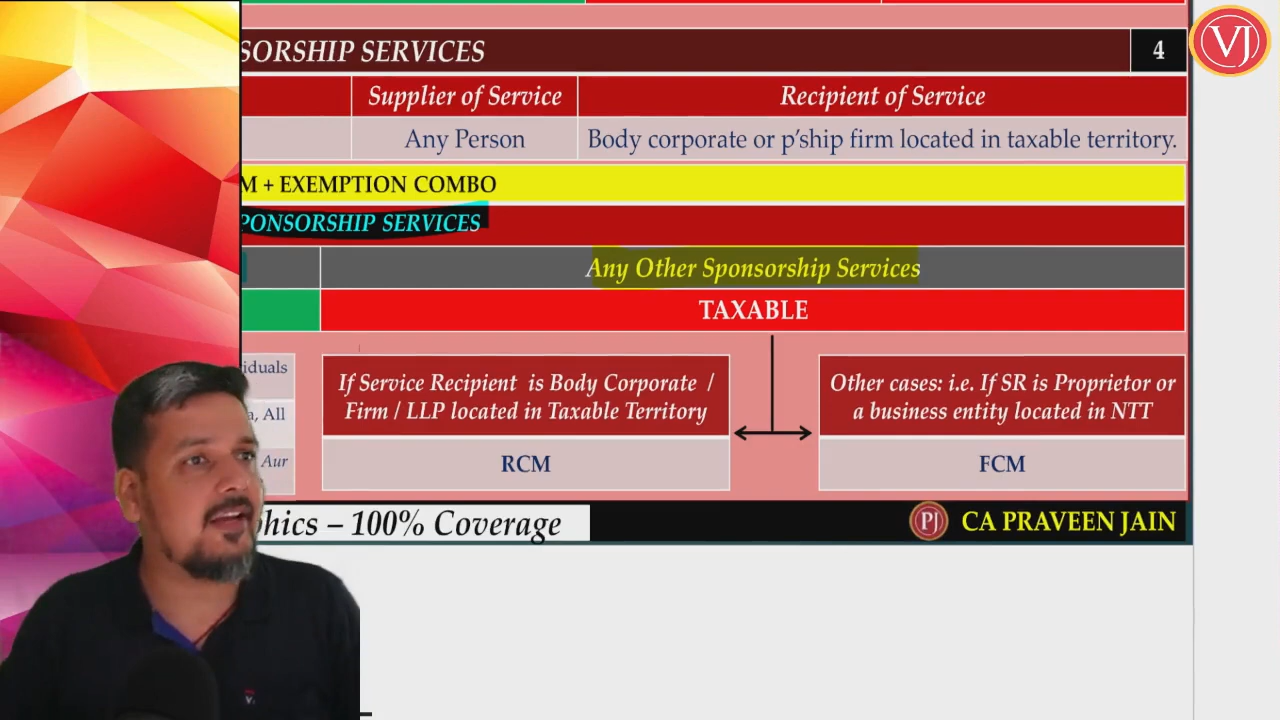 VJ
SORSHIP SERVICES 4
Supplier of Service Recipient of Service
Any Person Body corporate or p'ship firm located in taxable territory.
M + EXEMPTION COMBO
PONSORSHIP SERVICES
Any Other Sponsorship Services
TAXABLE
iduals
a, All
Aur
If Service Recipient is Body Corporate /
Firm / LLP located in Taxable Territory
RCM
Other cases: i.e. If SR is Proprietor or
a business entity located in NTT
FCM
phics – 100% Coverage
PJ CA PRAVEEN JAIN